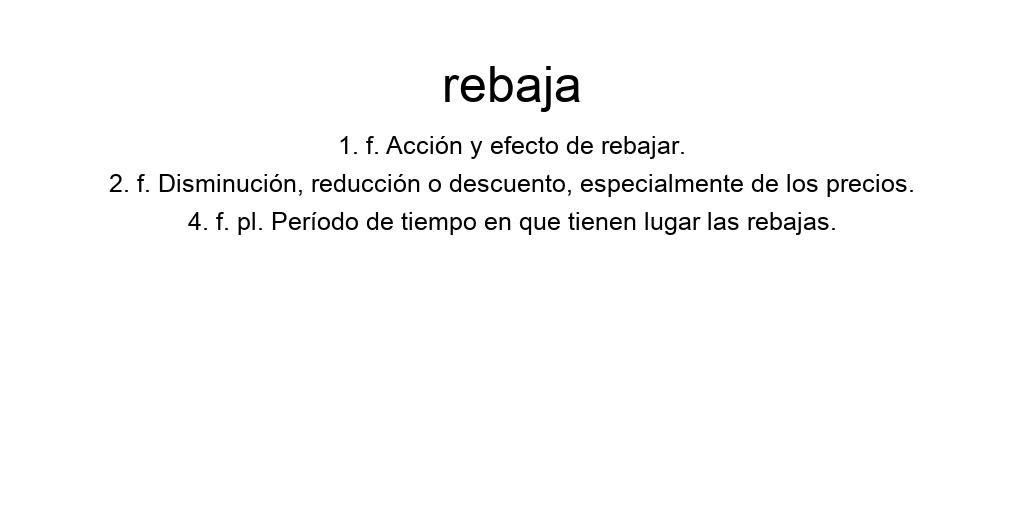 rebaja
1. f. Acción y efecto de rebajar.
2. f. Disminución, reducción o descuento, especialmente de los precios.
4. f. pl. Período de tiempo en que tienen lugar las rebajas.